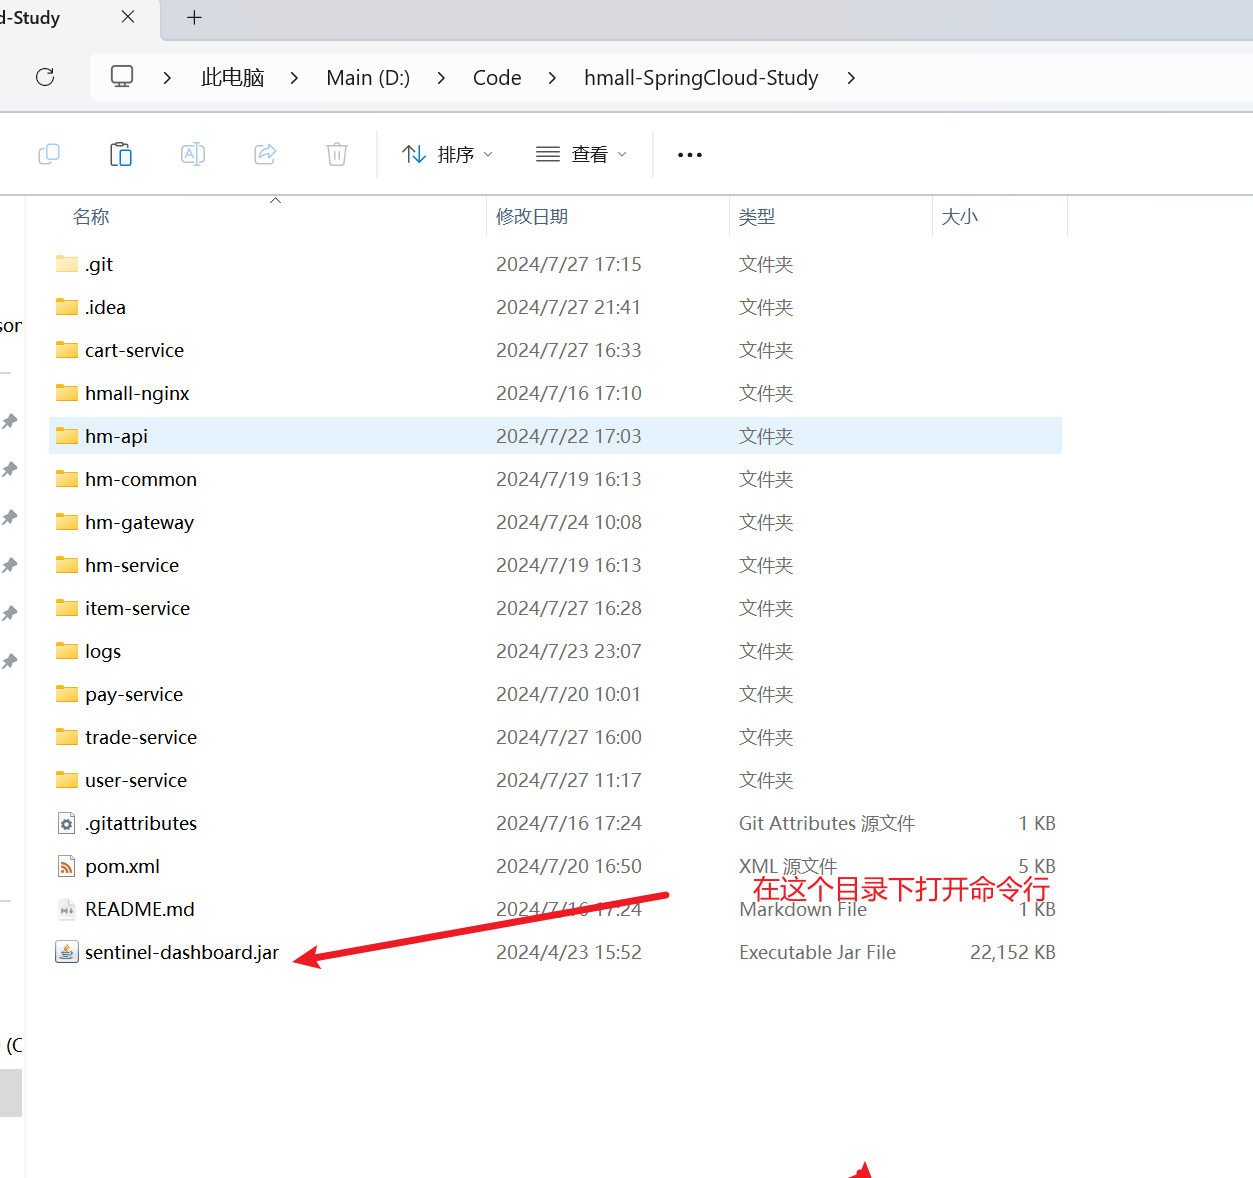 d-Study
此电脑 Main (D:) Code hmall-SpringCloud-Study
排序 查看
名称 修改日期 类型 大小
.git 2024/7/27 17:15 文件夹
.idea 2024/7/27 21:41 文件夹
son
cart-service 2024/7/27 16:33 文件夹
hmall-nginx 2024/7/16 17:10 文件夹
hm-api 2024/7/22 17:03 文件夹
hm-common 2024/7/19 16:13 文件夹
hm-gateway 2024/7/24 10:08 文件夹
hm-service 2024/7/19 16:13 文件夹
item-service 2024/7/27 16:28 文件夹
logs 2024/7/23 23:07 文件夹
pay-service 2024/7/20 10:01 文件夹
trade-service 2024/7/27 16:00 文件夹
user-service 2024/7/27 11:17 文件夹
.gitattributes 2024/7/16 17:24 Git Attributes 源文件 1 KB
pom.xml 2024/7/20 16:50 XML 源文件 5 KB
在这个目录下打开命令行
README.md 2024/7/16 17:24 Markdown File 1 KB
sentinel-dashboard.jar 2024/4/23 15:52 Executable Jar File 22,152 KB
(C